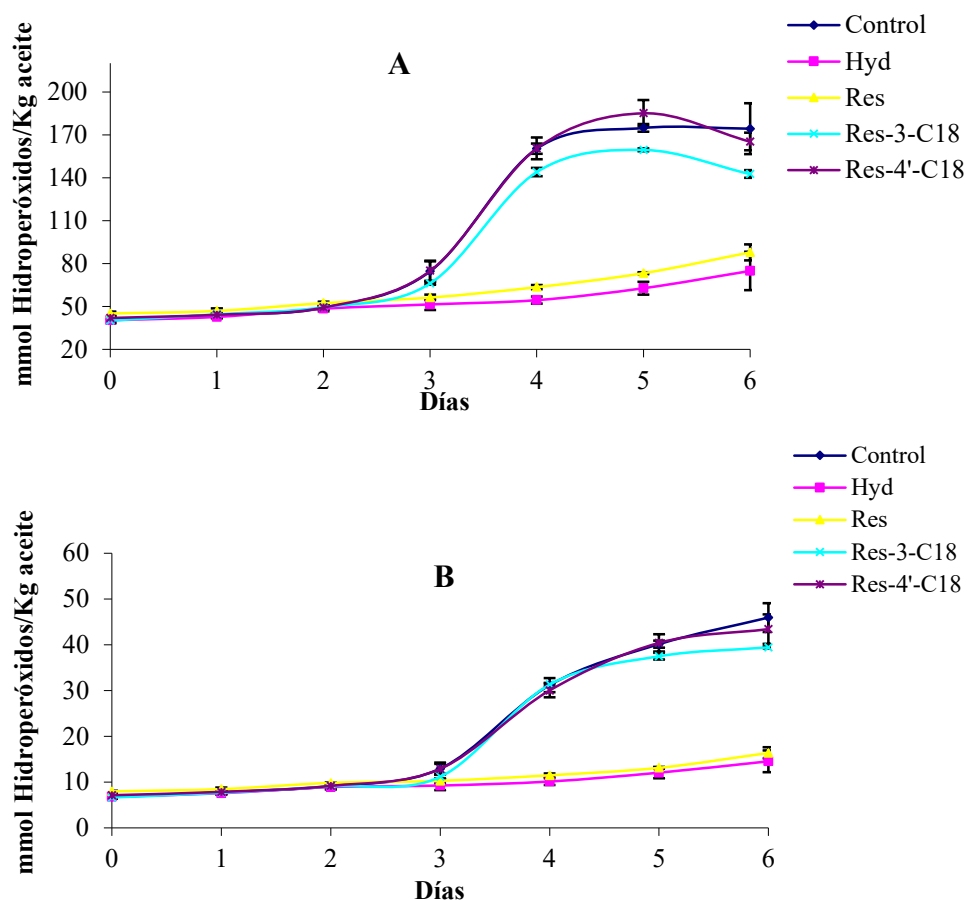 A
mmol Hidroperóxidos/Kg aceite
200
170
140
110
80
50
20
0 1 2 3 4 5 6
Días
Control
Hyd
Res
Res-3-C18
Res-4'-C18
B
mmol Hidroperóxidos/Kg aceite
60
50
40
30
20
10
0
0 1 2 3 4 5 6
Días
Control
Hyd
Res
Res-3-C18
Res-4'-C18